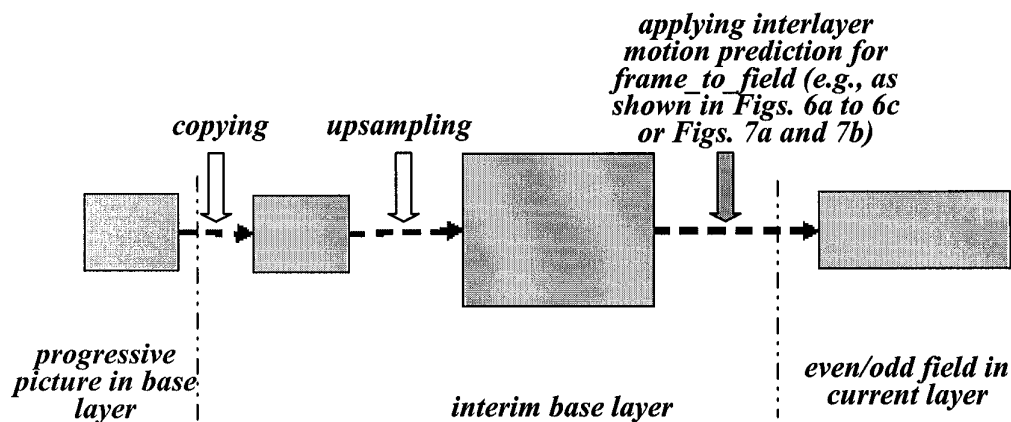 applying interlayer
motion prediction for
frame_to_field (e.g., as
shown in Figs. 6a to 6c
or Figs. 7a and 7b)
copying
upsampling
progressive
picture in base
layer
interim base layer
even/odd field in
current layer